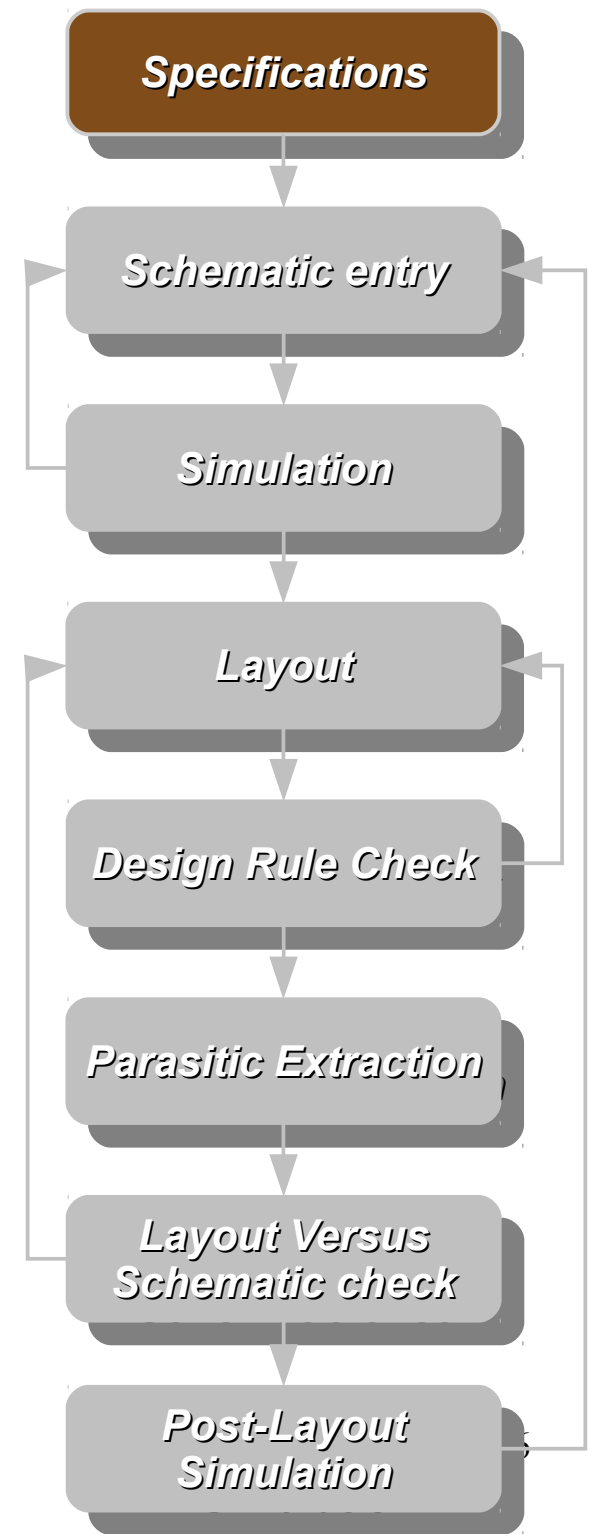 Specifications
Schematic entry
Simulation
Layout
Design Rule Check
Parasitic Extraction
Layout Versus
Schematic check
Post-Layout
Simulation